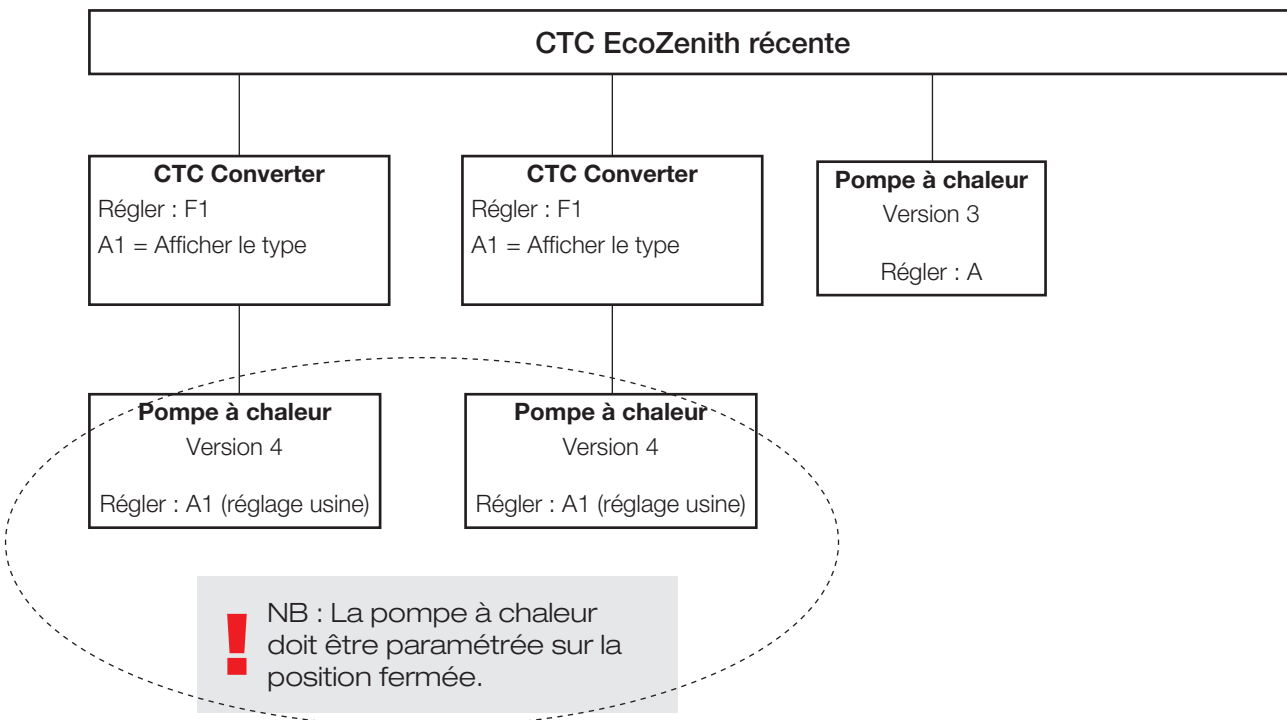 CTC EcoZenith récente
CTC Converter
Régler : F1
A1 = Afficher le type
CTC Converter
Régler : F1
A1 = Afficher le type
Pompe à chaleur
Version 3
Régler : A
Pompe à chaleur
Version 4
Régler : A1 (réglage usine)
Pompe à chaleur
Version 4
Régler : A1 (réglage usine)
! NB : La pompe à chaleur
doit être paramétrée sur la
position fermée.